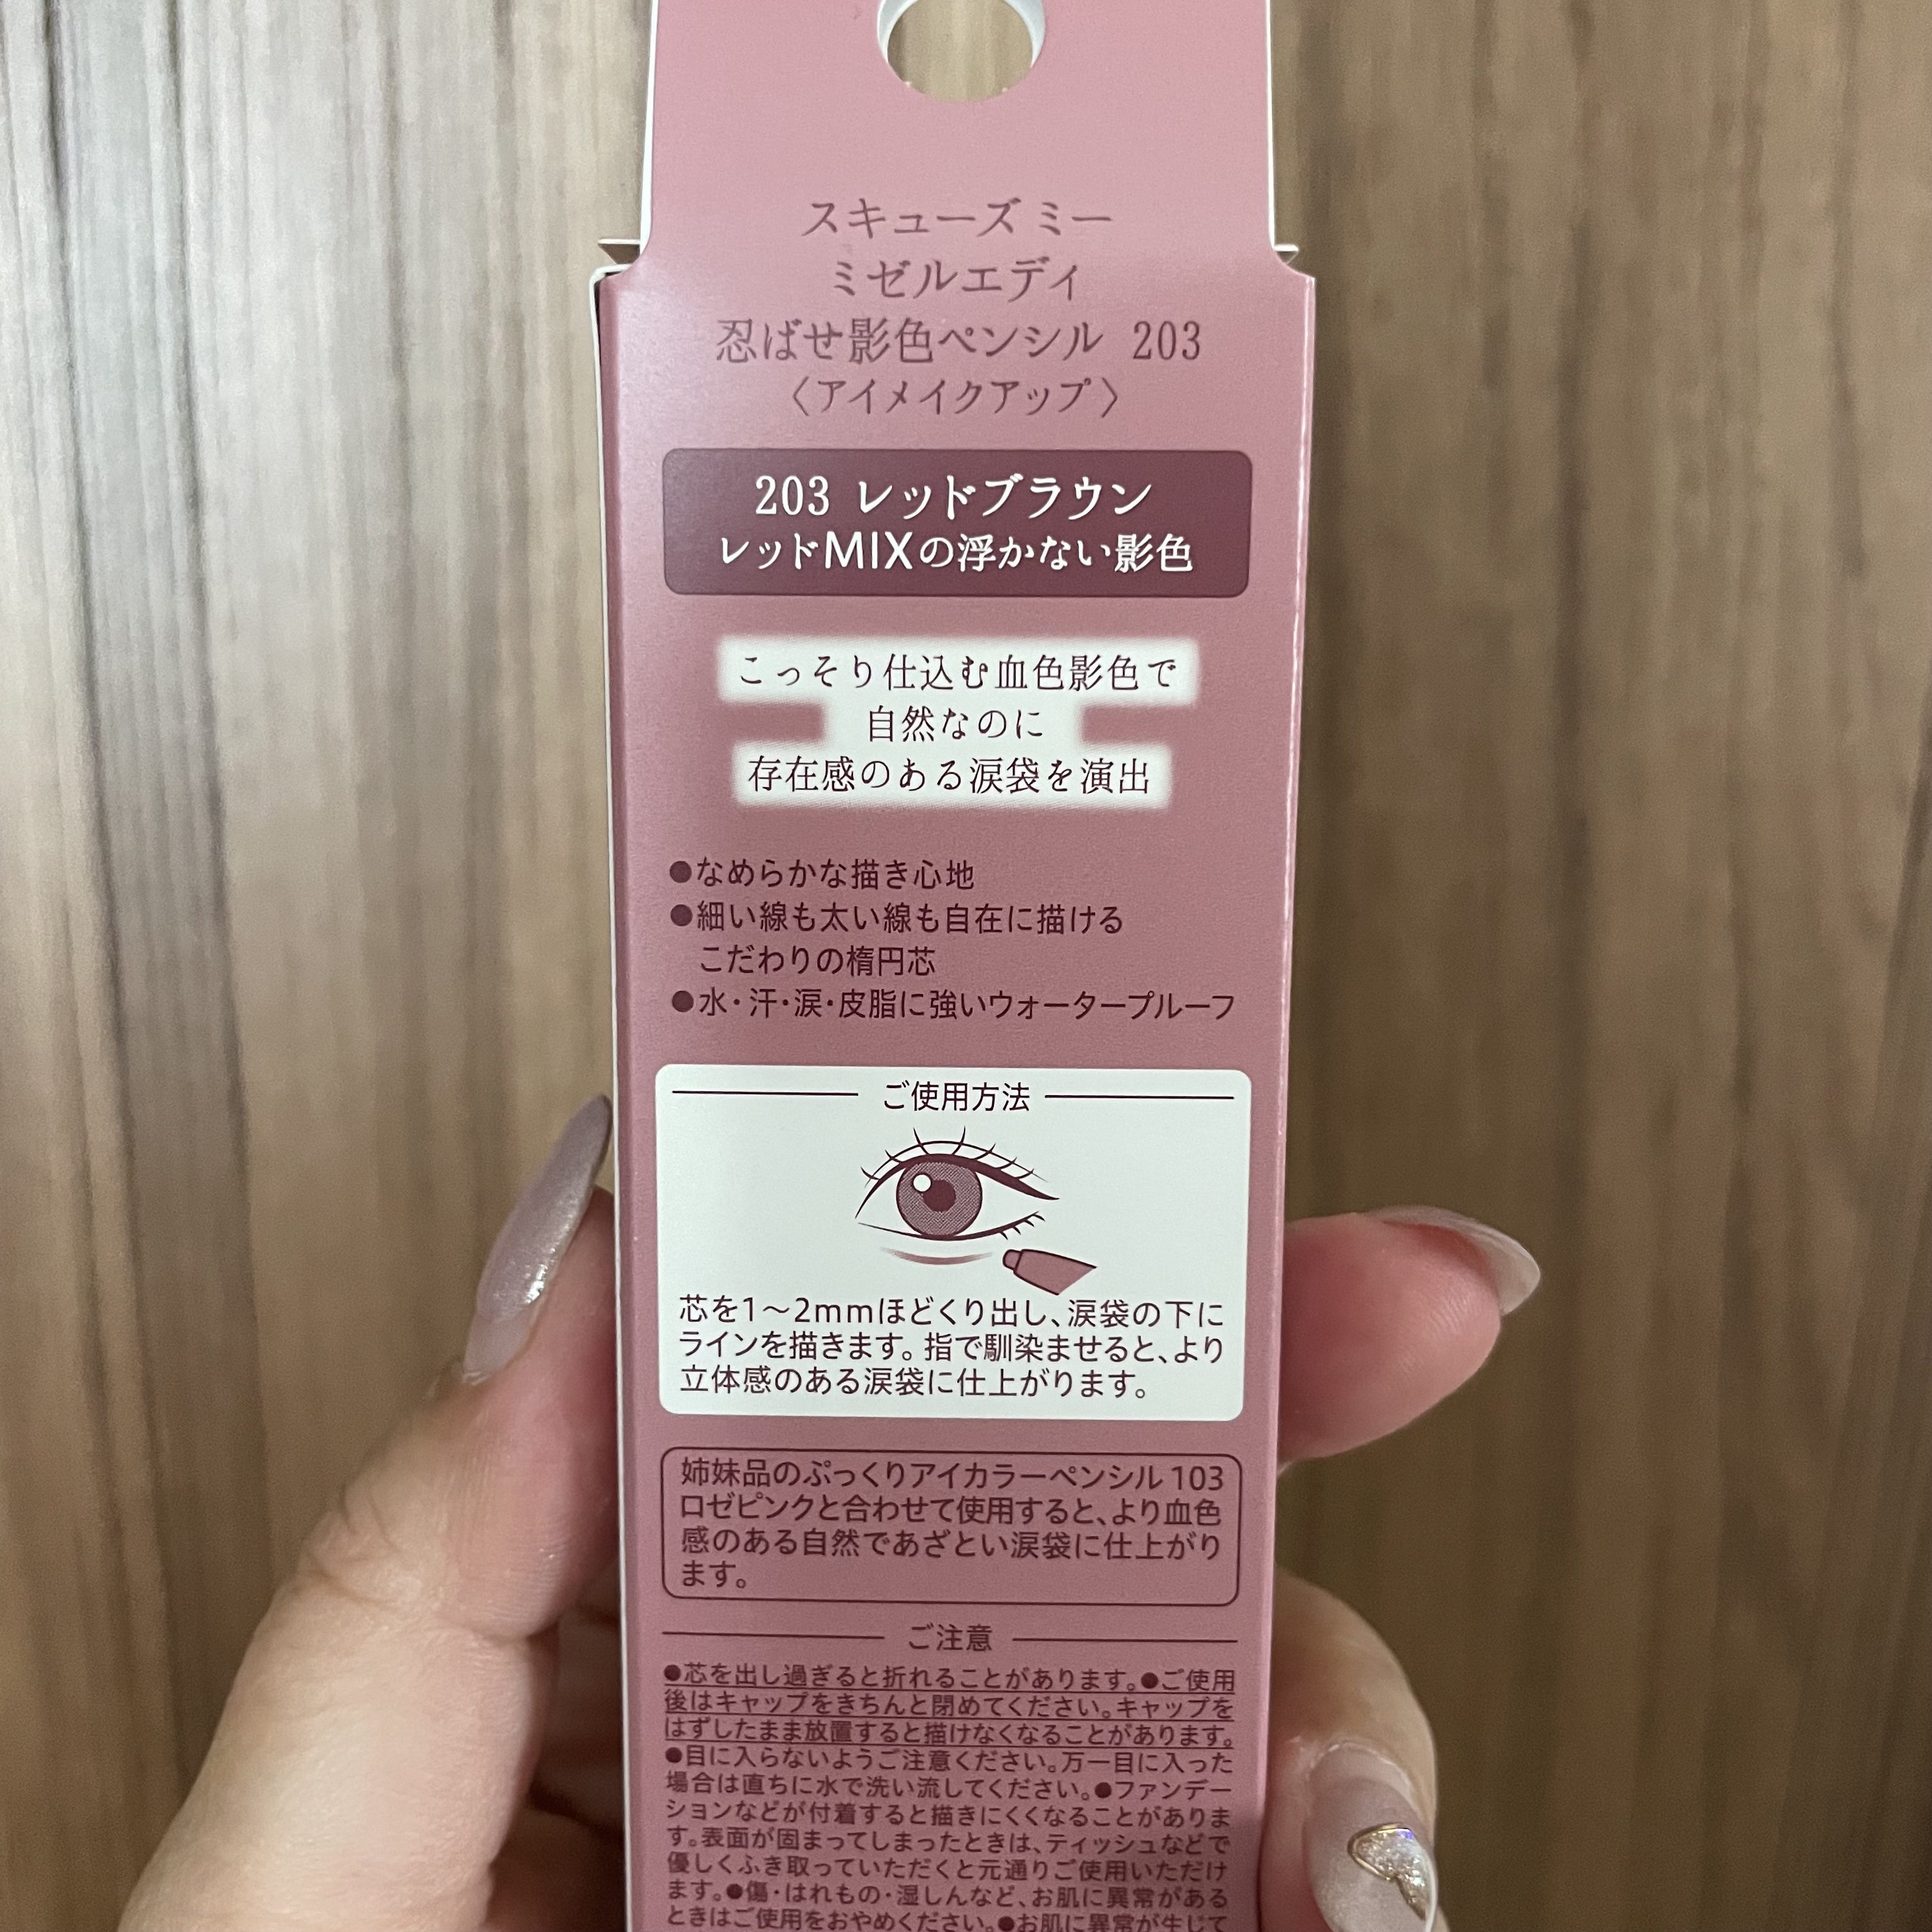 スキューズ ミー
ミゼルエディ
忍ばせ影色ペンシル 203
〈アイメイクアップ〉
203 レッドブラウン
レッドMIXの浮かない影色
こっそり仕込む血色影色で
自然なのに
存在感のある涙袋を演出
●なめらかな描き心地
●細い線も太い線も自在に描ける
こだわりの楕円芯
●水・汗・涙・皮脂に強いウォータープルーフ
ご使用方法
芯を1～2mmほどくり出し、涙袋の下に
ラインを描きます。指で馴染ませると、より
立体感のある涙袋に仕上がります。
姉妹品のぷっくりアイカラーペンシル 103
ロゼピンクと合わせて使用すると、より血色
感のある自然であざとい涙袋に仕上がり
ます。
ご注意
●芯を出し過ぎると折れることがあります。●ご使用
後はキャップをきちんと閉めてください。キャップを
はずしたまま放置すると描けなくなることがあります。
●目に入らないようご注意ください。万一目に入った
場合は直ちに水で洗い流してください。●ファンデー
ションなどが付着すると描きにくくなることがありま
す。表面が固まってしまったときは、ティッシュなどで
優しくふき取っていただくと元通りご使用いただけ
ます。●傷・はれもの・湿しんなど、お肌に異常がある
ときはご使用をおやめください。●お肌に異常が生じて